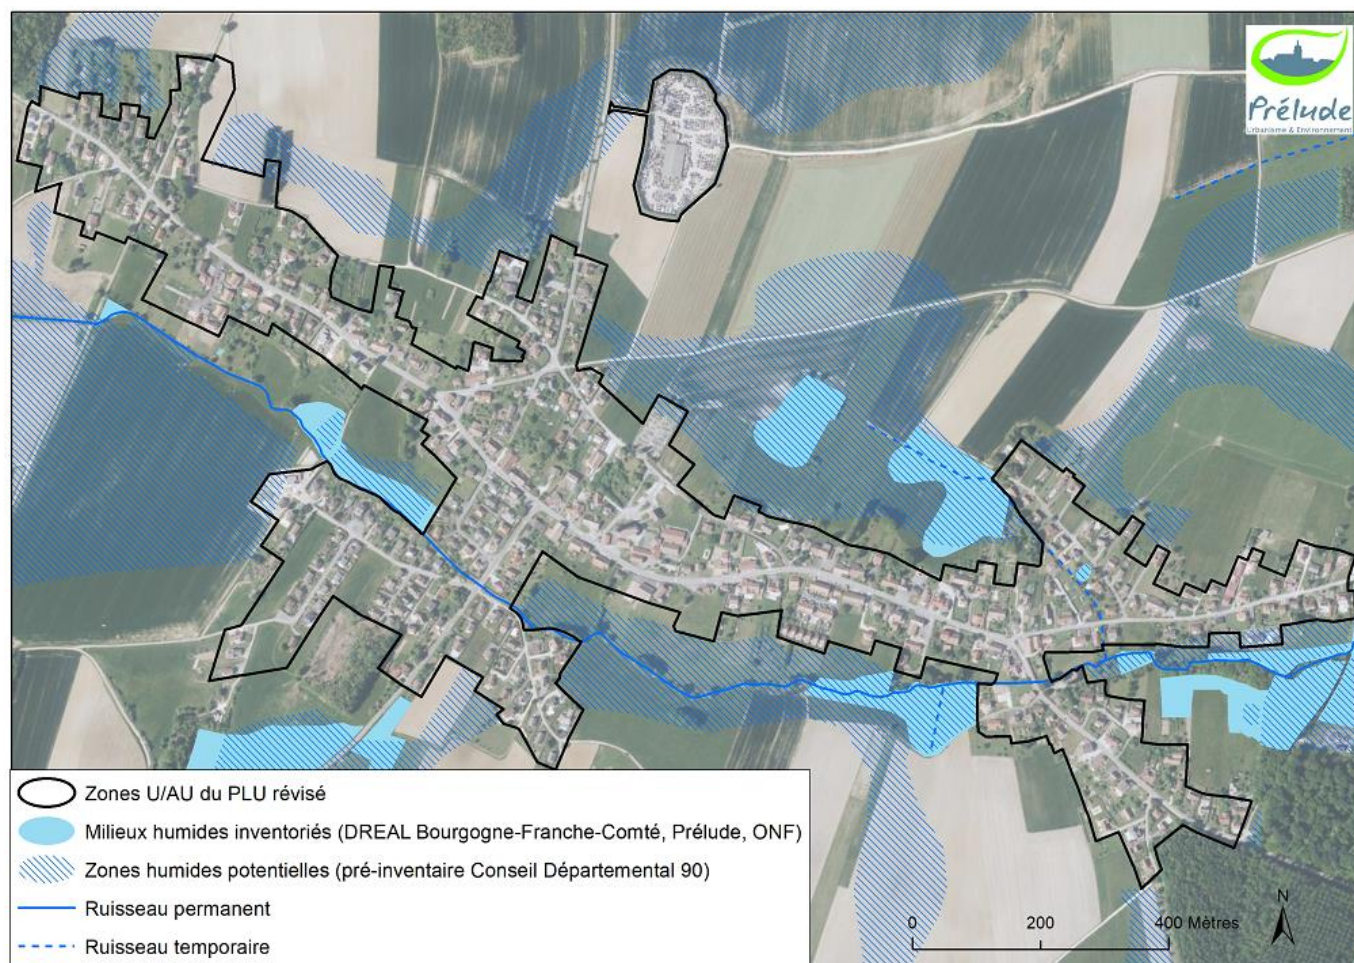 Prélude
Urbanisme & Environnement
Zones U/AU du PLU révisé
Milieux humides inventoriés (DREAL Bourgogne-Franche-Comté, Prélude, ONF)
Zones humides potentielles (pré-inventaire Conseil Départemental 90)
Ruisseau permanent
Ruisseau temporaire
0 200 400 Mètres
N